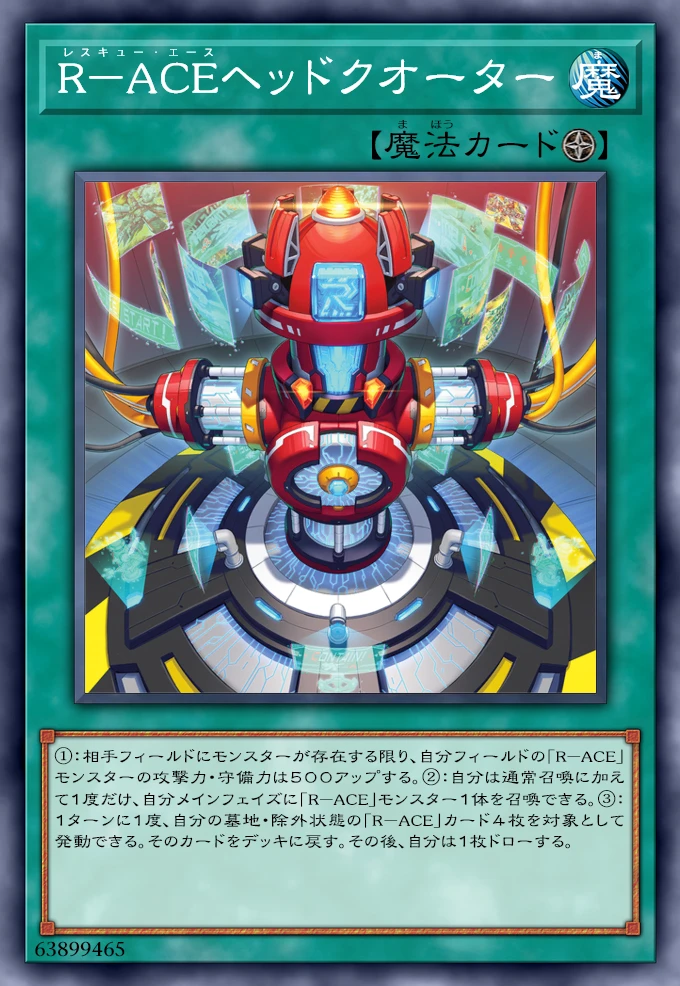 レスキュー・エース
R－ACEヘッドクオーター
魔
ま
ま ほう
【魔法カード】
START!
①：相手フィールドにモンスターが存在する限り、自分フィールドの「R－ACE」
モンスターの攻撃力・守備力は５００アップする。②：自分は通常召喚に加え
て１度だけ、自分メインフェイズに「R－ACE」モンスター１体を召喚できる。③：
１ターンに１度、自分の墓地・除外状態の「R－ACE」カード４枚を対象として
発動できる。そのカードをデッキに戻す。その後、自分は１枚ドローする。
63899465